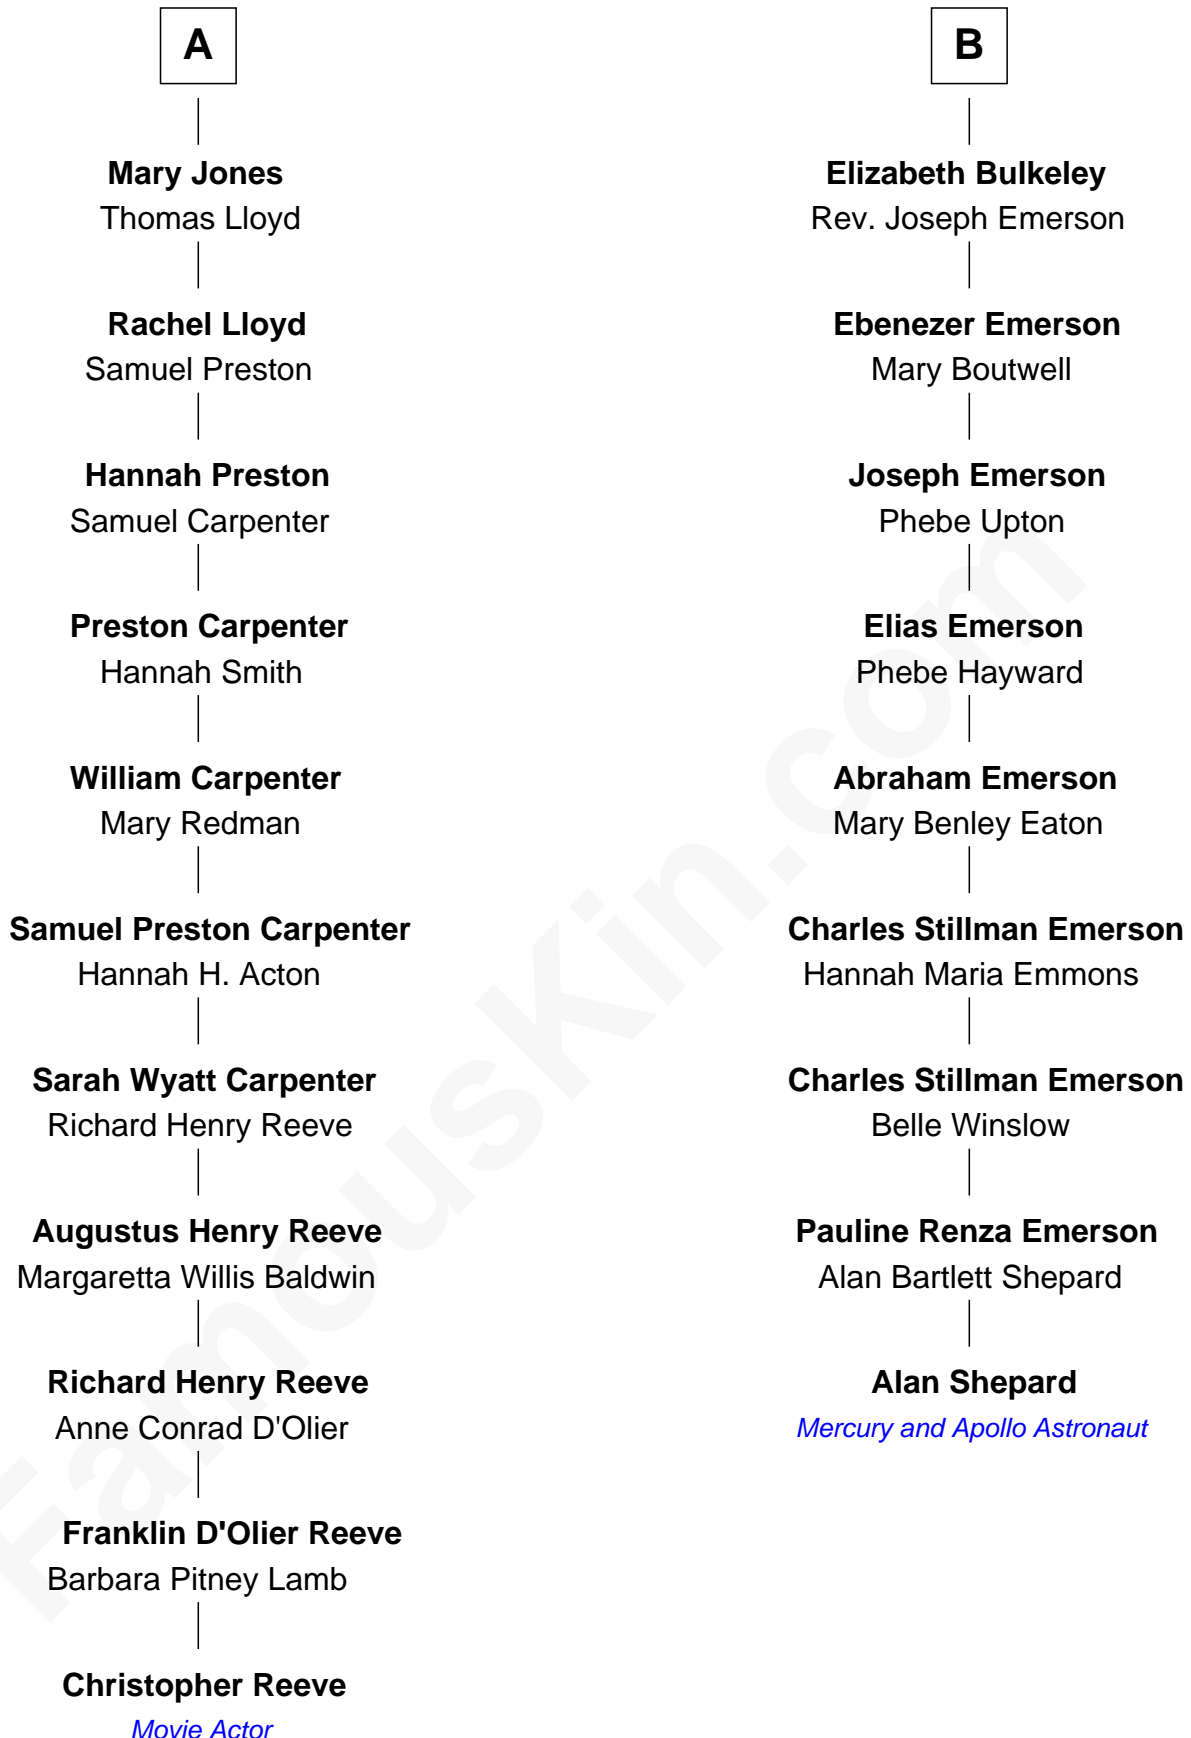 A
Mary Jones
Thomas Lloyd
Rachel Lloyd
Samuel Preston
Hannah Preston
Samuel Carpenter
Preston Carpenter
Hannah Smith
William Carpenter
Mary Redman
Samuel Preston Carpenter
Hannah H. Acton
Sarah Wyatt Carpenter
Richard Henry Reeve
Augustus Henry Reeve
Margaretta Willis Baldwin
Richard Henry Reeve
Anne Conrad D'Olier
Franklin D'Olier Reeve
Barbara Pitney Lamb
Christopher Reeve
Movie Actor
B
Elizabeth Bulkeley
Rev. Joseph Emerson
Ebenezer Emerson
Mary Boutwell
Joseph Emerson
Phebe Upton
Elias Emerson
Phebe Hayward
Abraham Emerson
Mary Benley Eaton
Charles Stillman Emerson
Hannah Maria Emmons
Charles Stillman Emerson
Belle Winslow
Pauline Renza Emerson
Alan Bartlett Shepard
Alan Shepard
Mercury and Apollo Astronaut
FamousKin.com